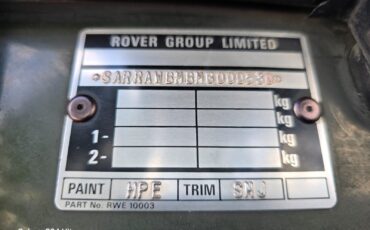 ROVER GROUP LIMITED
kg
kg
1- kg
2- kg
PAINT HPE TRIM SNJ
PART No. RWE 10003